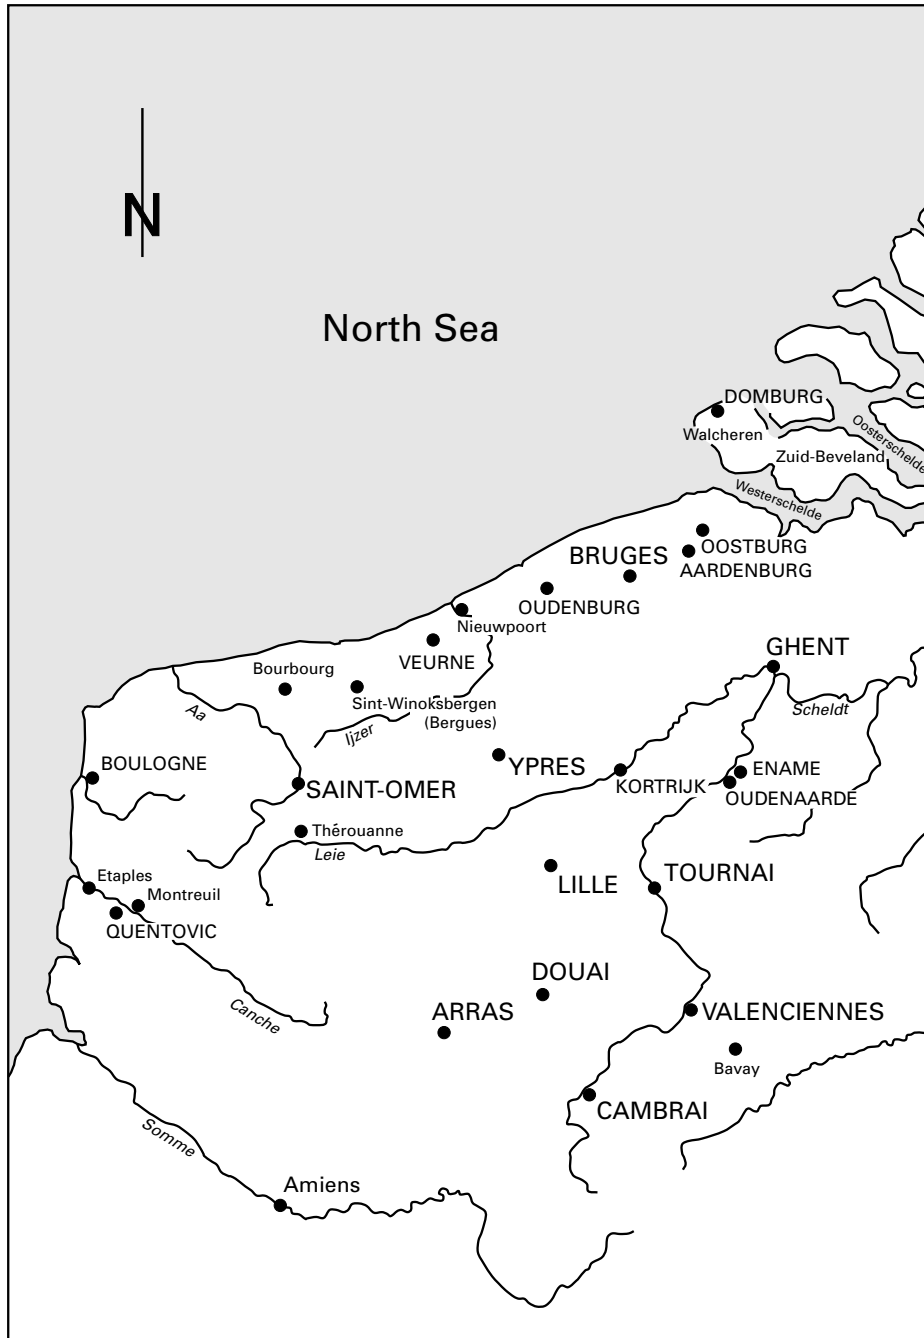 N
North Sea
DOMBURG
Walcheren
Oosterschelde
Zuid-Beveland
Westerschelde
OOSTBURG
BRUGES
AARDENBURG
OUDENBURG
Nieuwpoort
VEURNE
GHENT
Bourbourg
Sint-Winoksbergen
(Bergues)
Aa
Ijzer
Scheldt
YPRES
BOULOGNE
SAINT-OMER
KORTRIJK
ENAME
OUDENAARDE
Thérouanne
Leie
Etaples
Montreuil
LILLE
TOURNAI
QUENTOVIC
DOUAI
Canche
ARRAS
VALENCIENNES
Bavay
CAMBRAI
Somme
Amiens